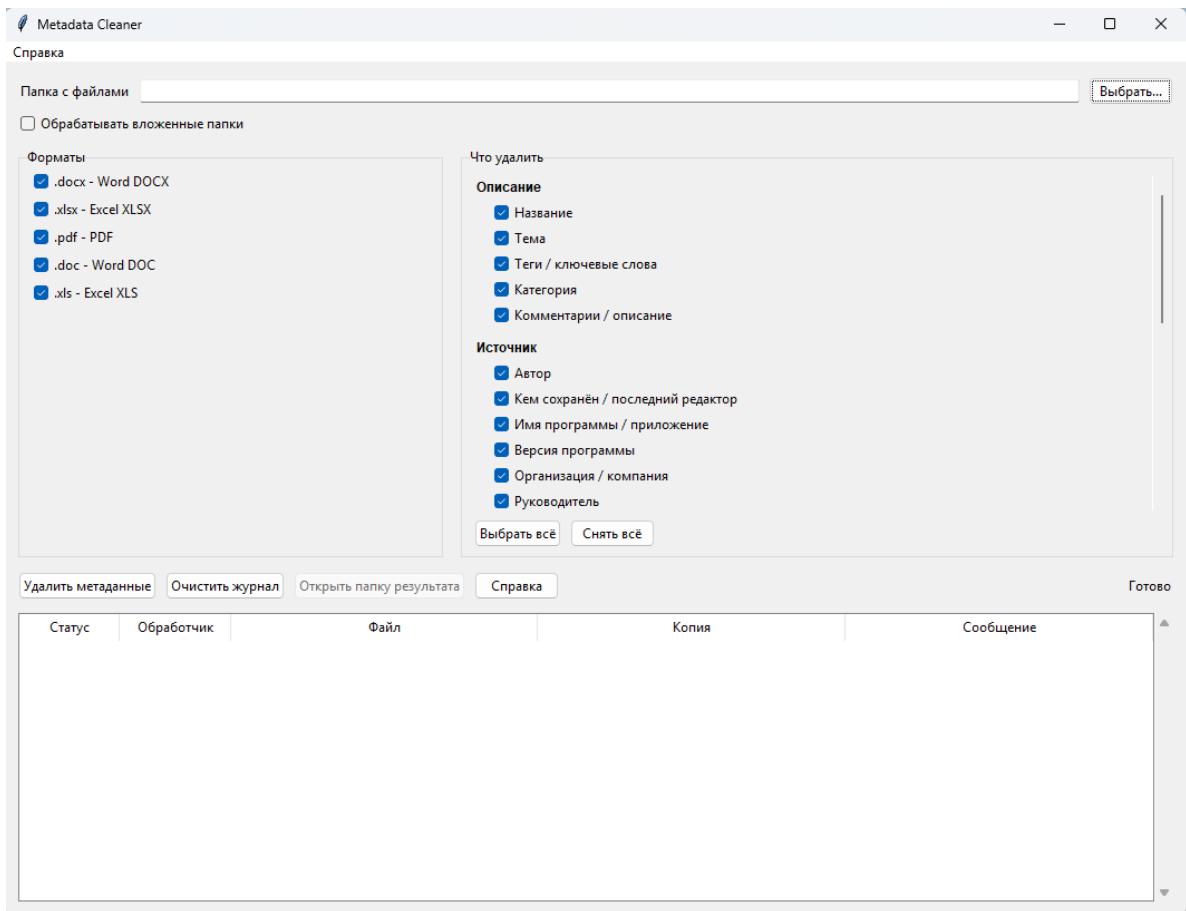 Metadata Cleaner
Справка
Папка с файлами
Выбрать...
Обрабатывать вложенные папки
Форматы
.docx - Word DOCX
.xlsx - Excel XLSX
.pdf - PDF
.doc - Word DOC
.xls - Excel XLS
Что удалить
Описание
Название
Тема
Теги / ключевые слова
Категория
Комментарии / описание
Источник
Автор
Кем сохранён / последний редактор
Имя программы / приложение
Версия программы
Организация / компания
Руководитель
Выбрать всё Снять всё
Удалить метаданные Очистить журнал Открыть папку результата Справка Готово
Статус Обработчик Файл Копия Сообщение